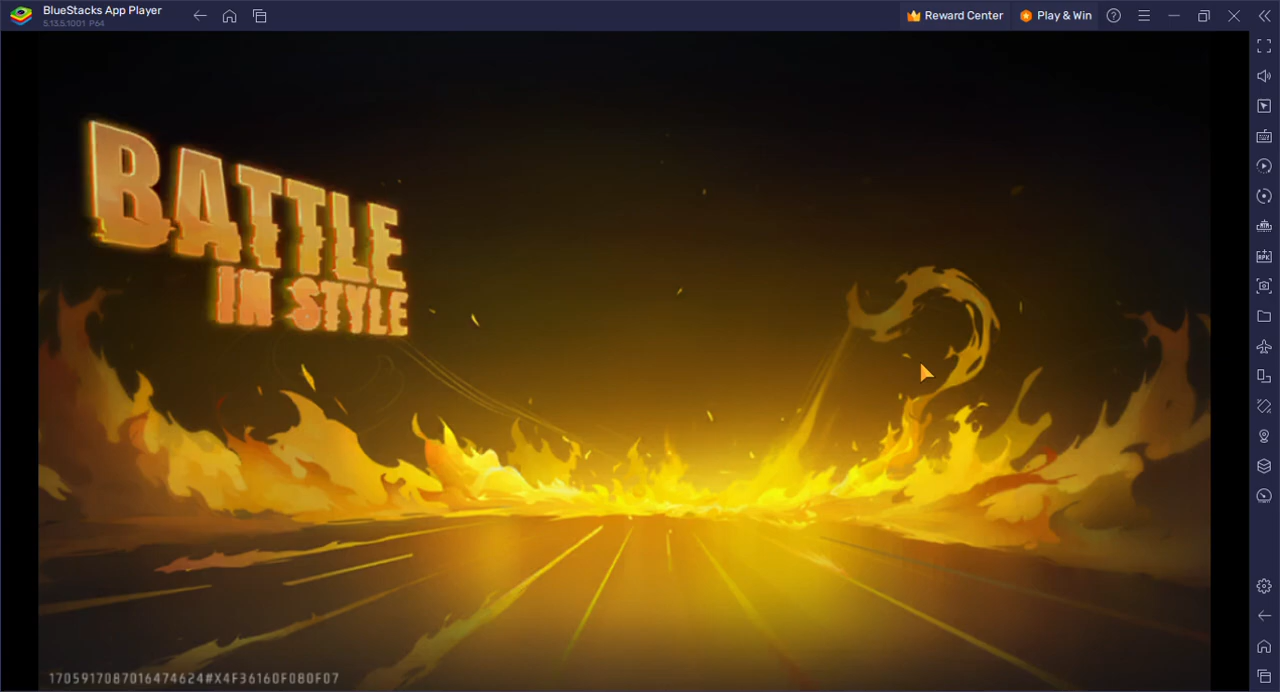 BlueStacks App Player
5.13.5.1001 P64
Reward Center
Play & Win
BATTLE
IN STYLE
1705917087016474624#X4F36160F080F07